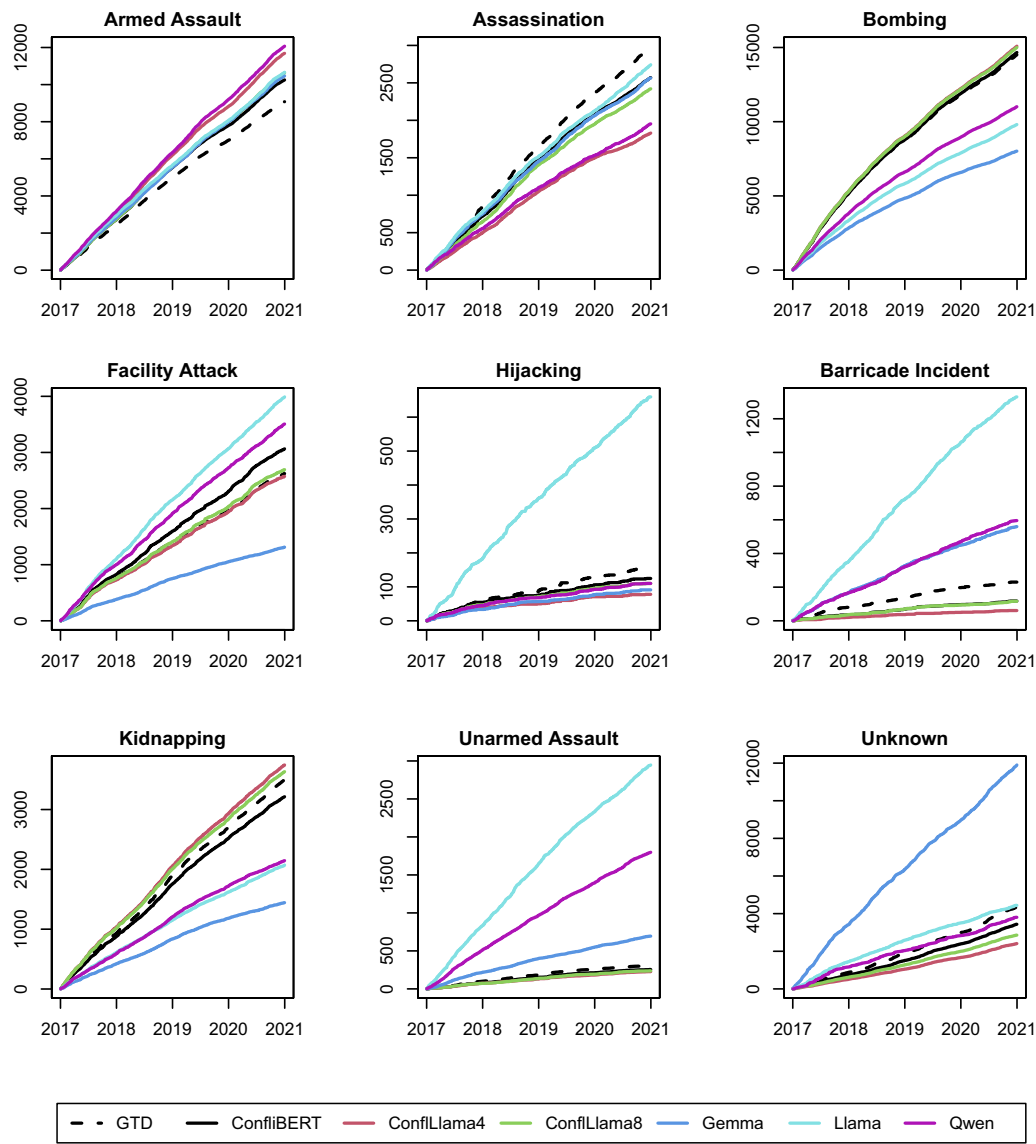 Armed Assault
Assassination
Bombing
0 4000 8000 12000
2017 2018 2019 2020 2021
0 500 1500 2500
2017 2018 2019 2020 2021
0 5000 10000 15000
2017 2018 2019 2020 2021
Facility Attack
Hijacking
Barricade Incident
0 1000 2000 3000 4000
2017 2018 2019 2020 2021
0 100 300 500
2017 2018 2019 2020 2021
0 400 800 1200
2017 2018 2019 2020 2021
Kidnapping
Unarmed Assault
Unknown
0 1000 2000 3000
2017 2018 2019 2020 2021
0 500 1500 2500
2017 2018 2019 2020 2021
0 4000 8000 12000
2017 2018 2019 2020 2021
GTD ConfliBERT ConflLlama4 ConflLlama8 Gemma Llama Qwen